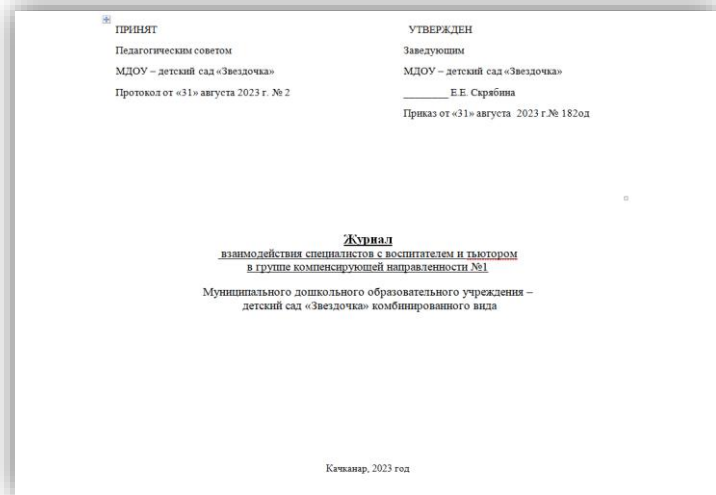 ПРИНЯТ
Педагогическим советом
МДОУ – детский сад «Звездочка»
Протокол от «31» августа 2023 г. № 2
УТВЕРЖДЕН
Заведующим
МДОУ – детский сад «Звездочка»
_________ Е.Е. Скрябина
Приказ от «31» августа 2023 г.№ 182од
Журнал
взаимодействия специалистов с воспитателем и тьютором
в группе компенсирующей направленности №1
Муниципального дошкольного образовательного учреждения –
детский сад «Звездочка» комбинированного вида
Качканар, 2023 год